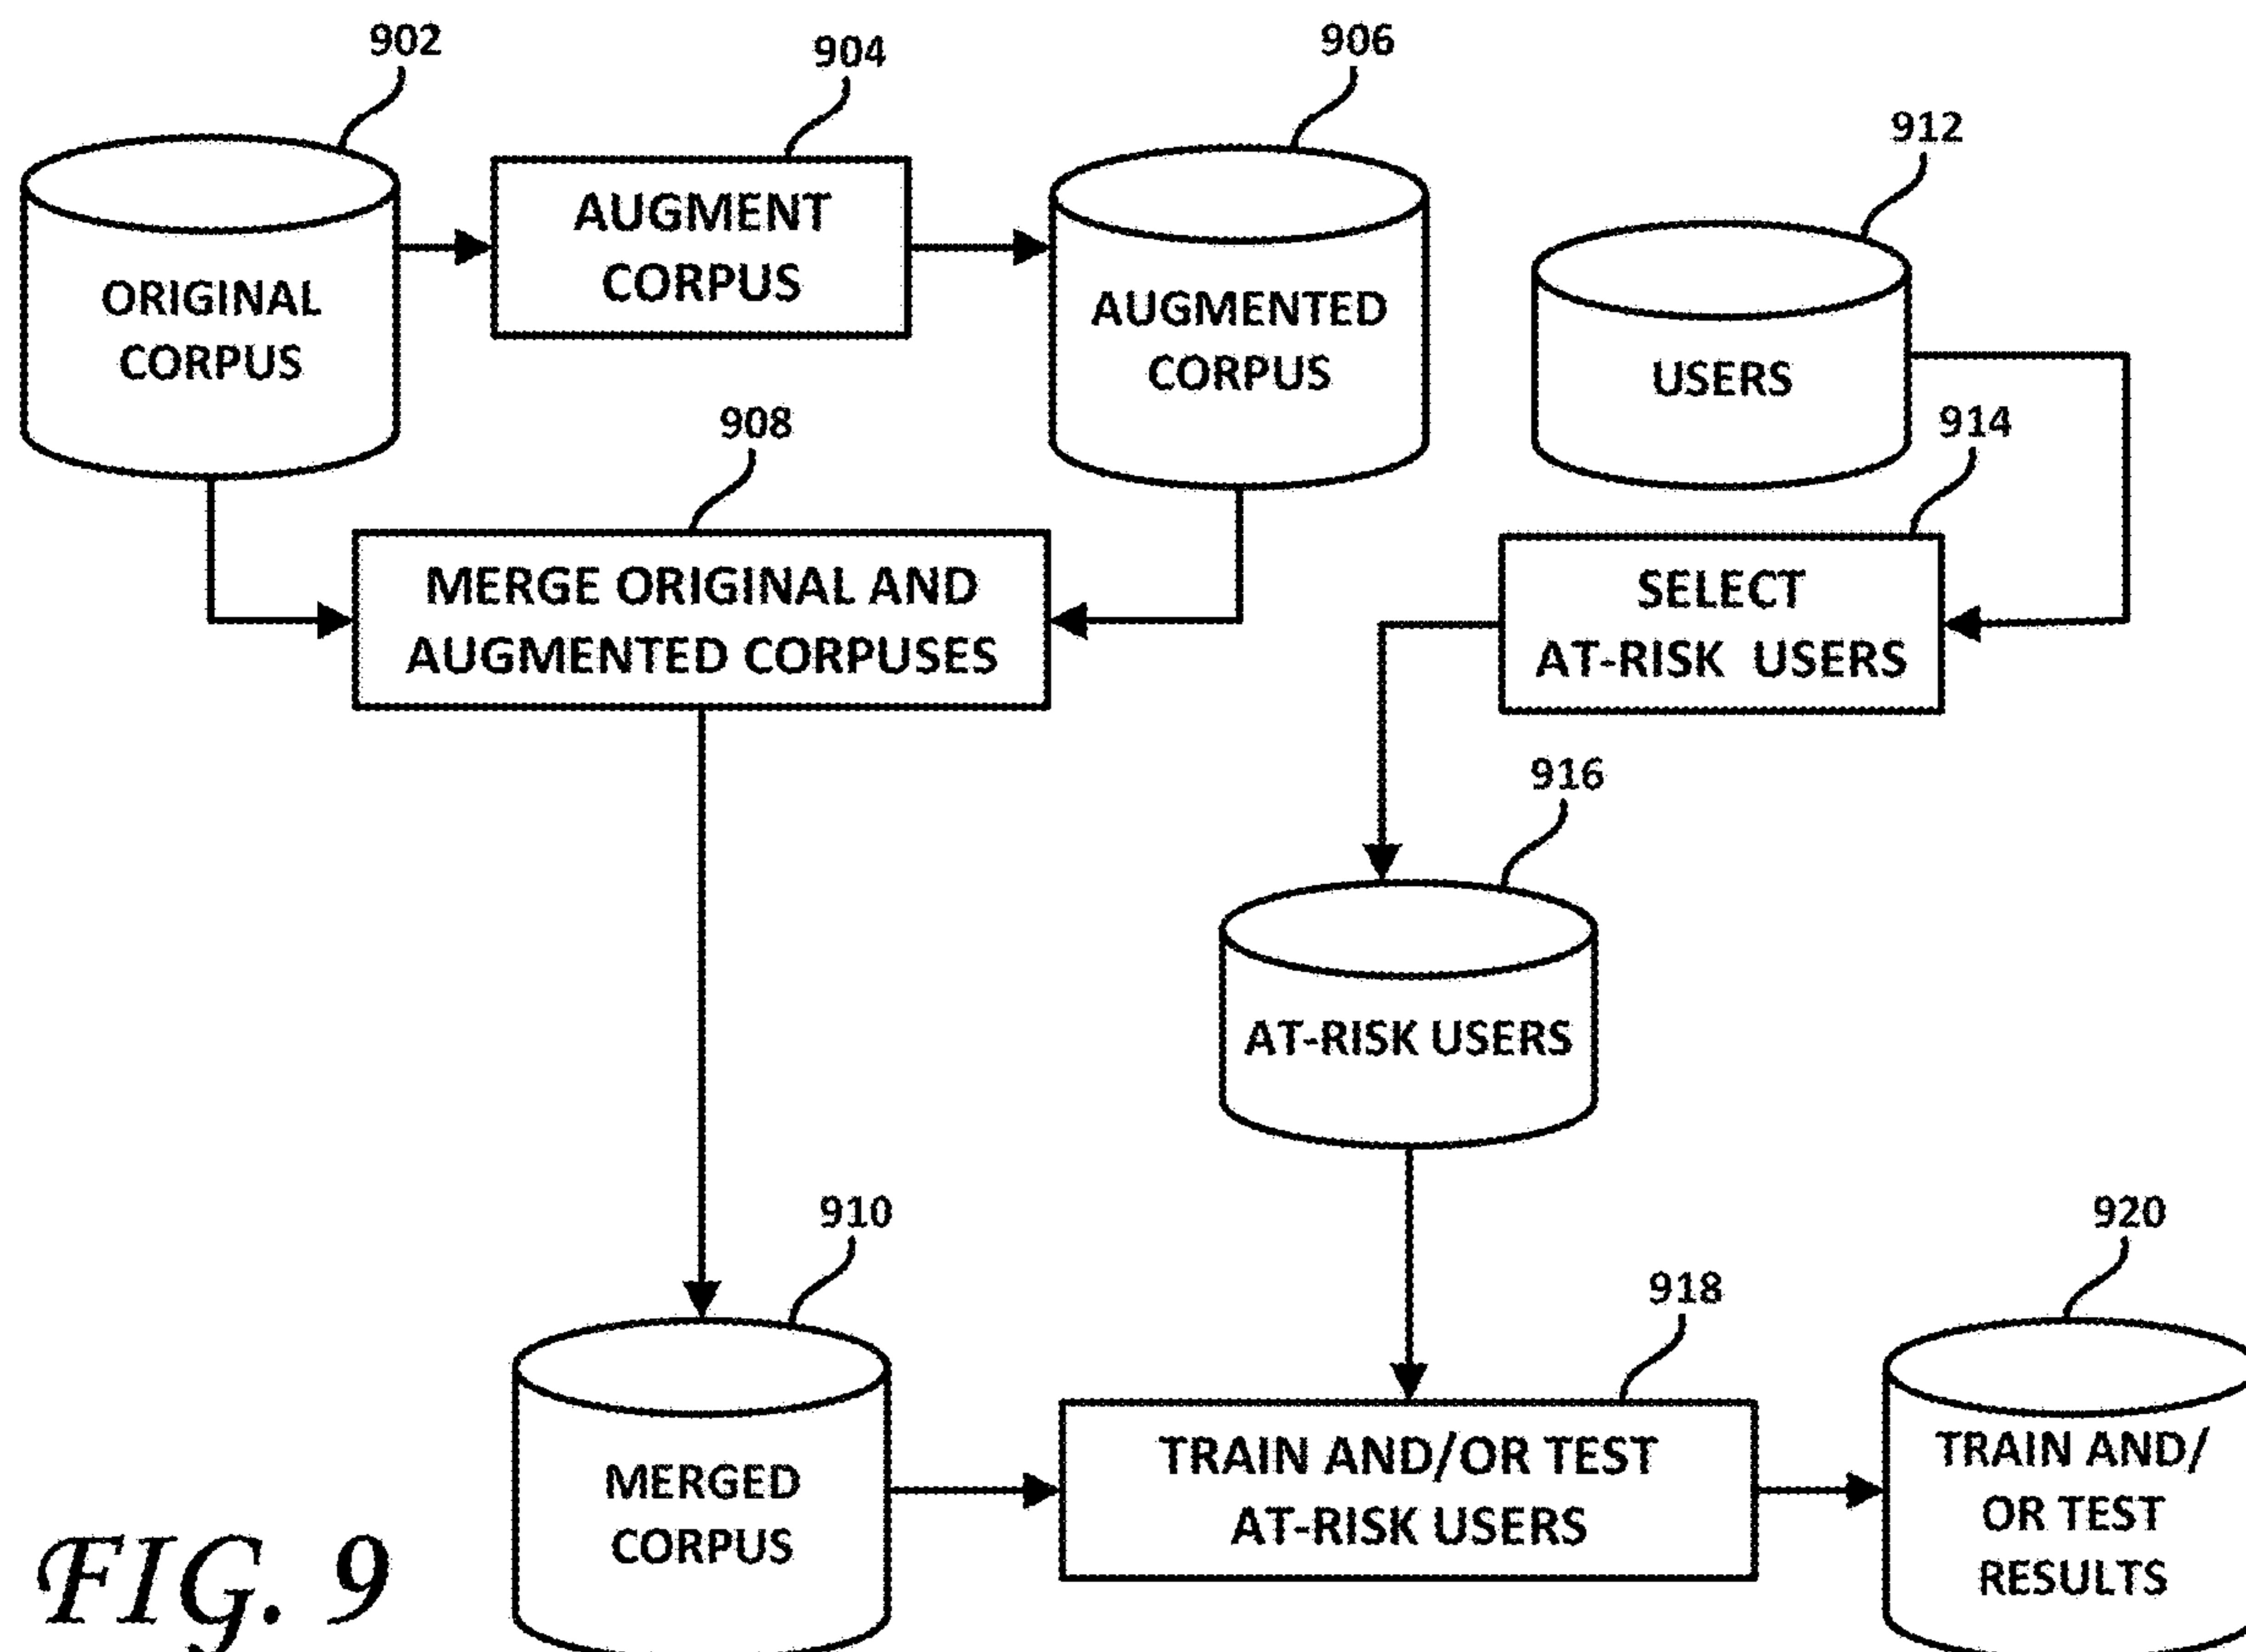 902
904
906
912
ORIGINAL
CORPUS
AUGMENT
CORPUS
AUGMENTED
CORPUS
USERS
908
914
MERGE ORIGINAL AND
AUGMENTED CORPUSES
SELECT
AT-RISK USERS
916
AT-RISK USERS
910
918
920
MERGED
CORPUS
TRAIN AND/OR TEST
AT-RISK USERS
TRAIN AND/
OR TEST
RESULTS
FIG. 9